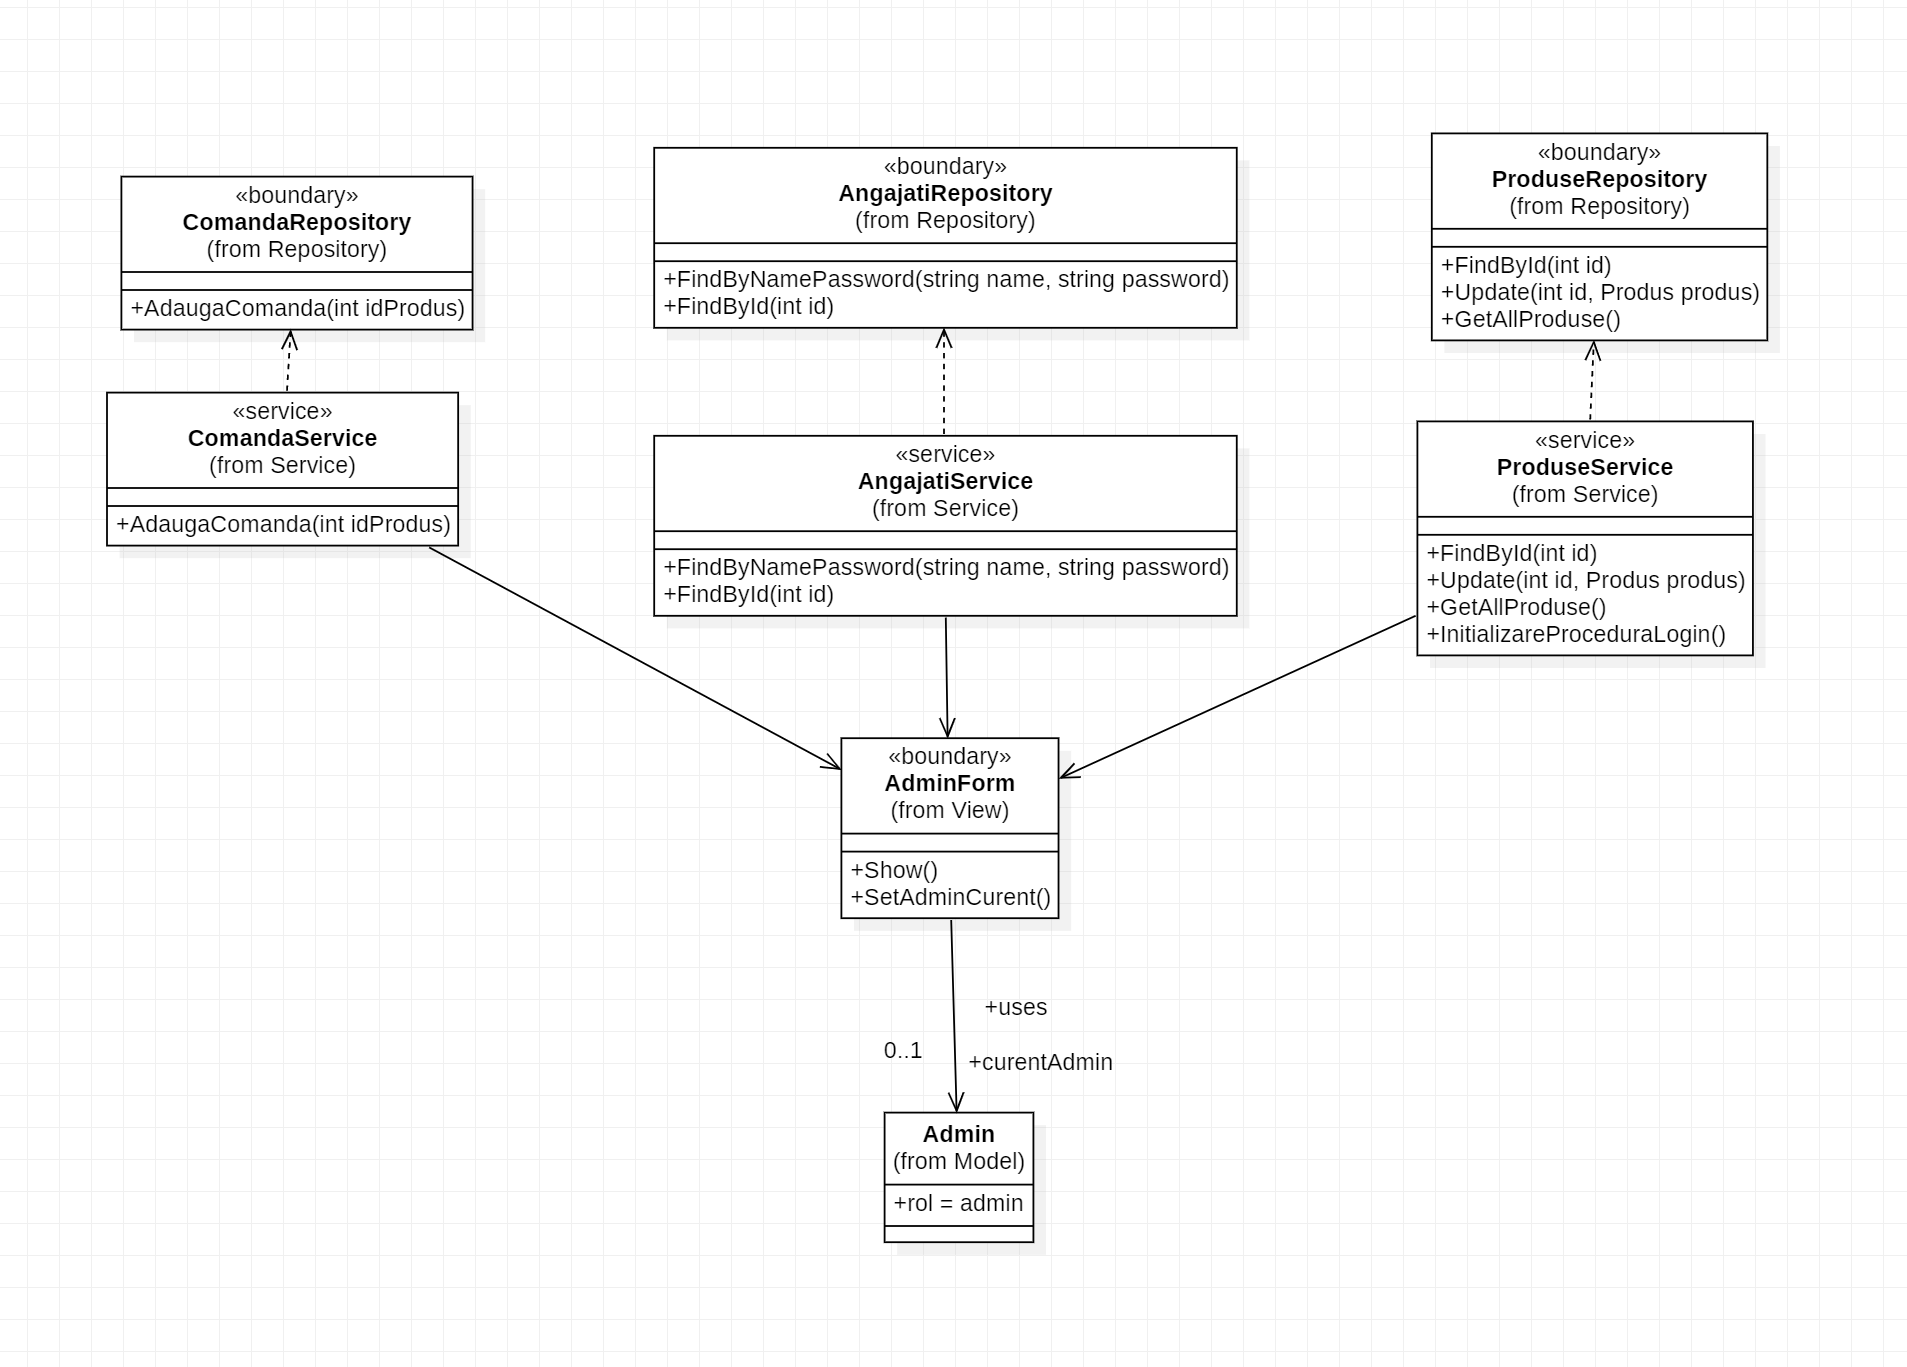 «boundary»
ComandaRepository
(from Repository)
+AdaugaComanda(int idProdus)
«boundary»
AngajatiRepository
(from Repository)
+FindByNamePassword(string name, string password)
+FindById(int id)
«boundary»
ProduseRepository
(from Repository)
+FindById(int id)
+Update(int id, Produs produs)
+GetAllProduse()
«service»
ComandaService
(from Service)
+AdaugaComanda(int idProdus)
«service»
AngajatiService
(from Service)
+FindByNamePassword(string name, string password)
+FindById(int id)
«service»
ProduseService
(from Service)
+FindById(int id)
+Update(int id, Produs produs)
+GetAllProduse()
+InitializareProceduraLogin()
«boundary»
AdminForm
(from View)
+Show()
+SetAdminCurent()
+uses
0..1
+curentAdmin
Admin
(from Model)
+rol = admin